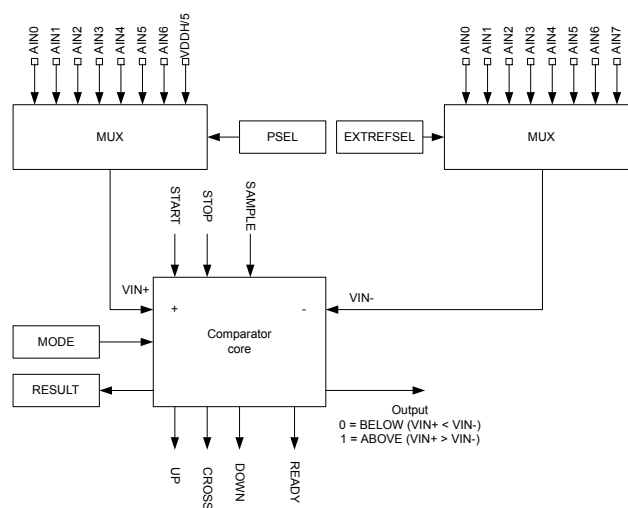 AIN0
AIN1
AIN2
AIN3
AIN4
AIN5
AIN6
VDDH/5
AIN0
AIN1
AIN2
AIN3
AIN4
AIN5
AIN6
AIN7
MUX
PSEL
EXTREFSEL
MUX
START
STOP
SAMPLE
VIN+
VIN-
+
-
MODE
Comparator
core
RESULT
Output
0 = BELOW (VIN+ < VIN-)
1 = ABOVE (VIN+ > VIN-)
UP
CROSS
DOWN
READY